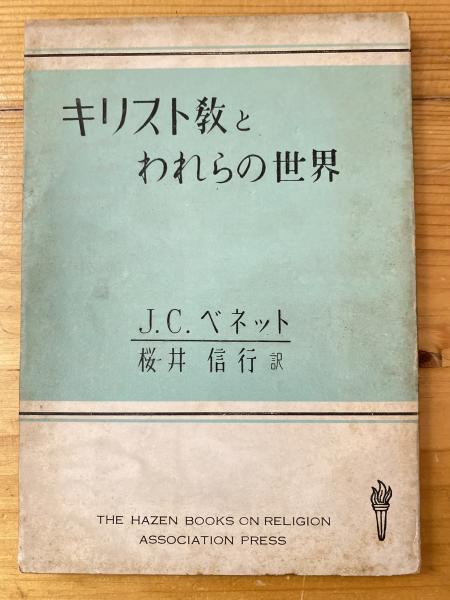 キリスト教と
われらの世界
J.C. ベネット
桜井 信行 訳
THE HAZEN BOOKS ON RELIGION
ASSOCIATION PRESS